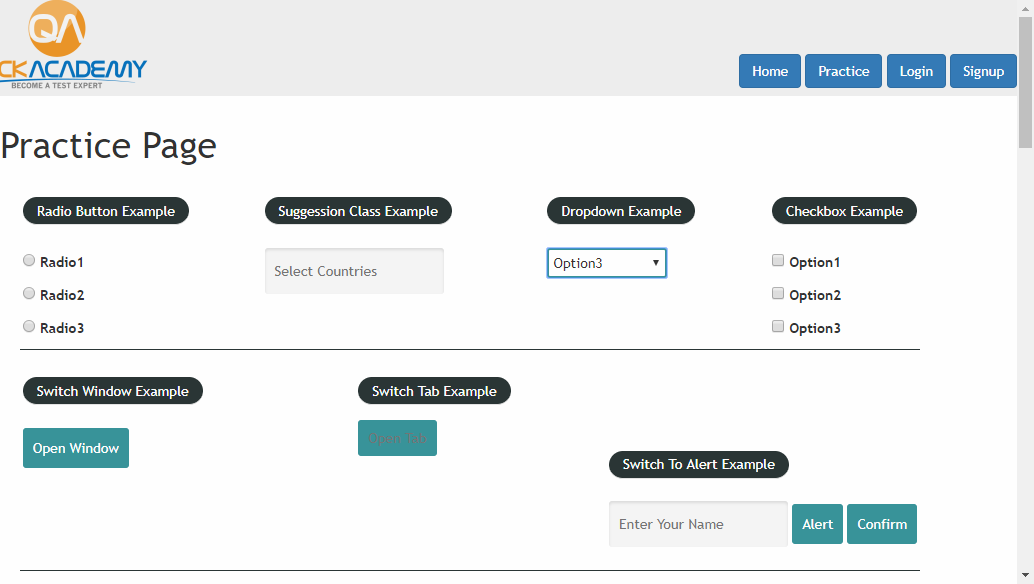 QA
CKACADEMY
BECOME A TEST EXPERT
Home Practice Login Signup
Practice Page
Radio Button Example Suggession Class Example Dropdown Example Checkbox Example
Radio1 Select Countries Option3 Option1
Radio2 Option2
Radio3 Option3
Switch Window Example Switch Tab Example
Open Window Open Tab
Switch To Alert Example
Enter Your Name Alert Confirm